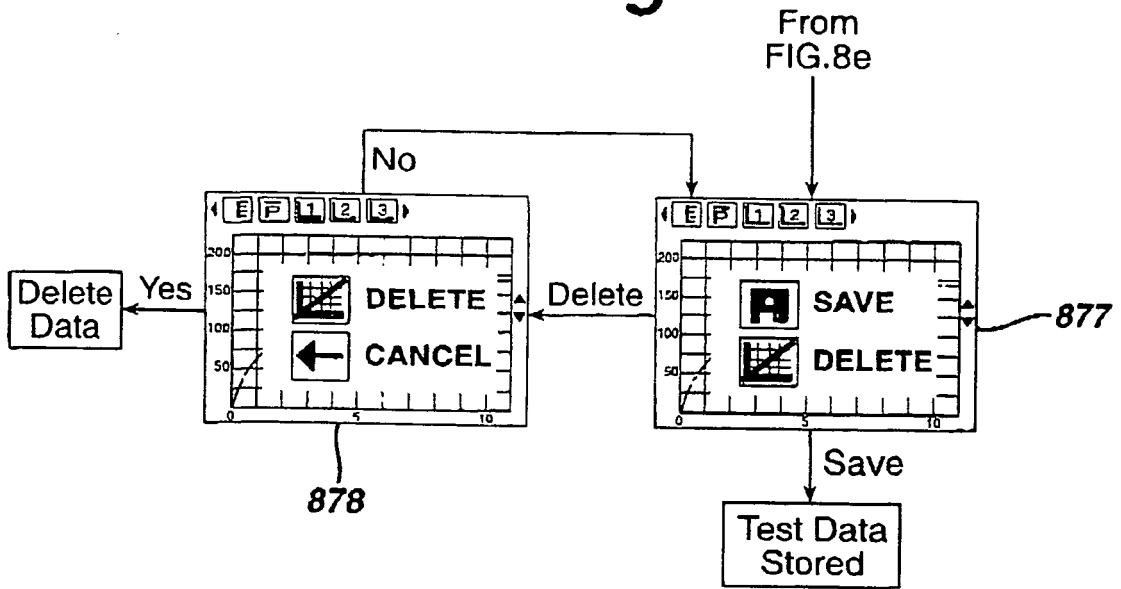 From
FIG.8e
No
E P 1 2 3
E P 1 2 3
200
150
100
50
0 5 10
DELETE
CANCEL
200
150
100
50
0 5 10
SAVE
DELETE
Delete
Data
Yes
Delete
877
878
Save
Test Data
Stored